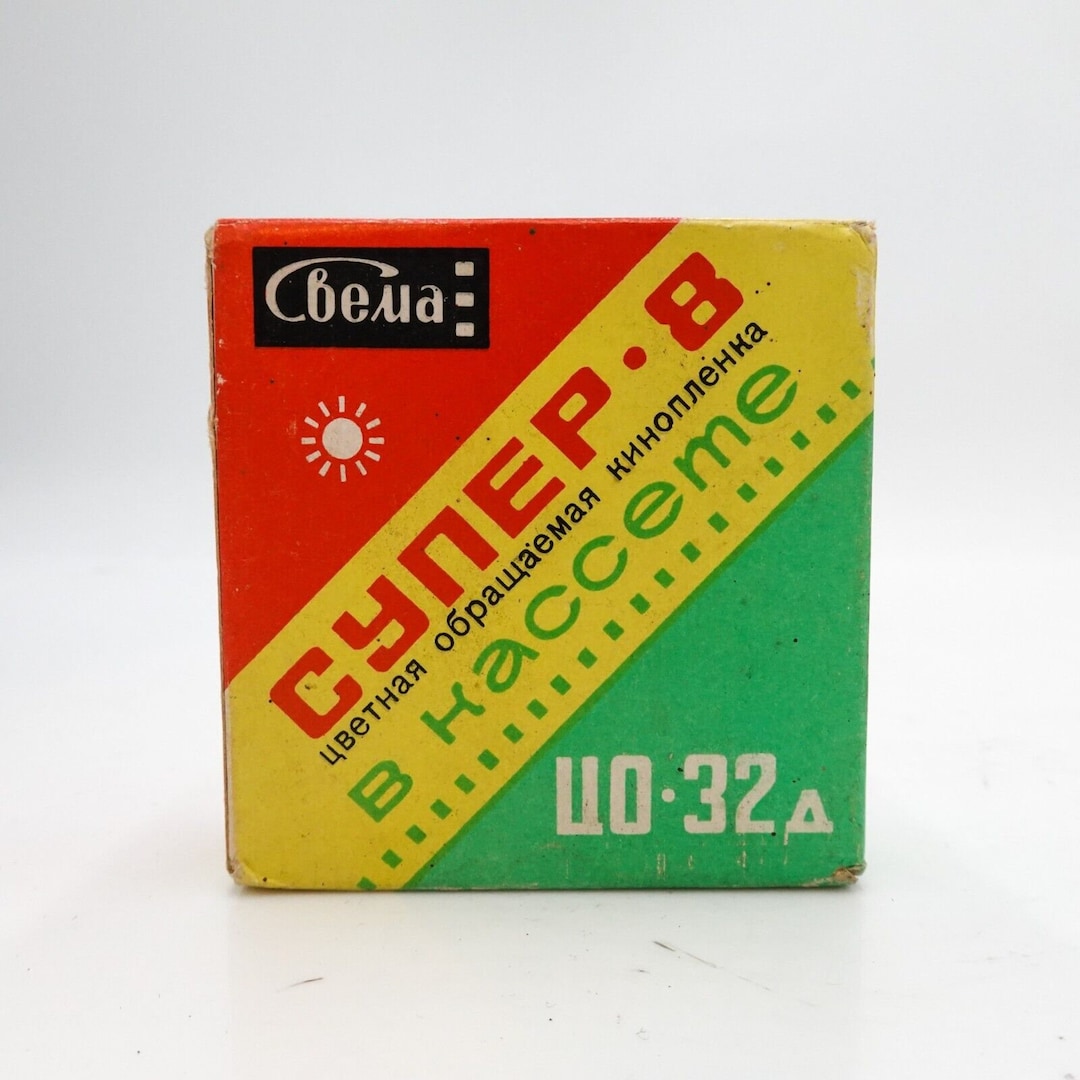 Свема
СУПЕР·8
цветная обращаемая кинопленка
в кассете
ЦО·32д